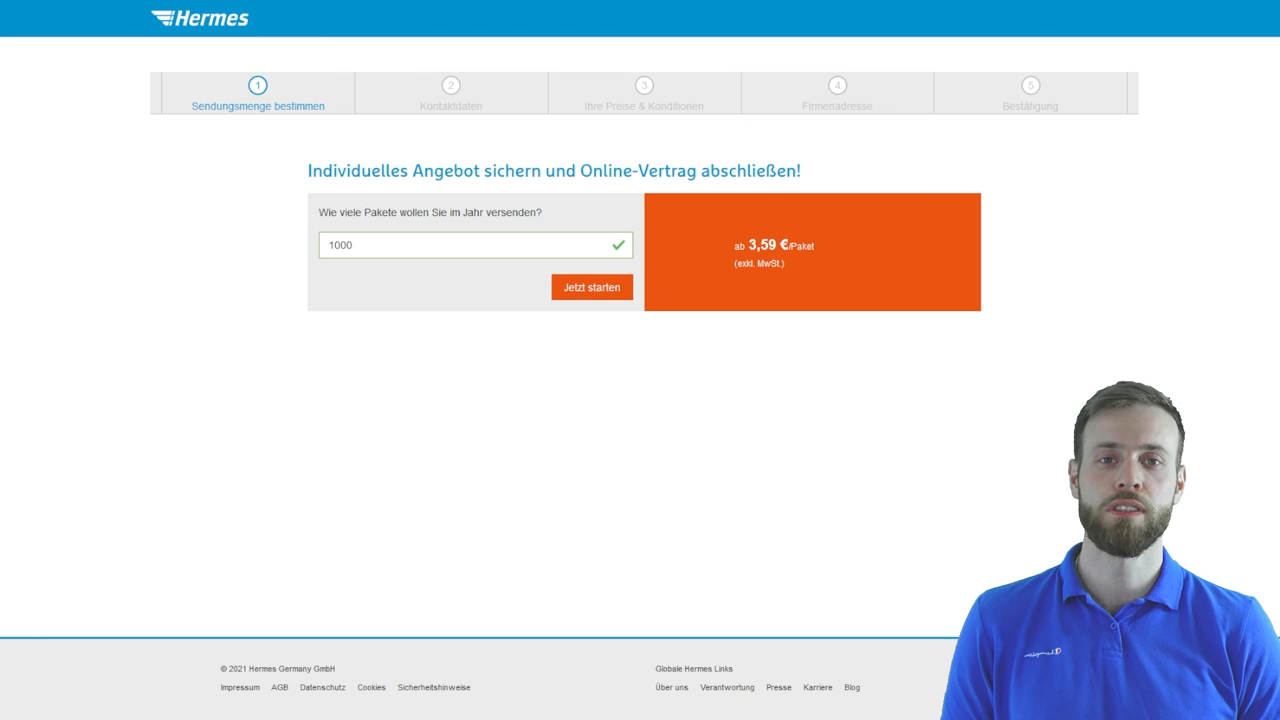 Hermes
1
Sendungsmenge bestimmen
2
Kontaktdaten
3
Ihre Preise & Konditionen
4
Firmenadresse
5
Bestätigung
Individuelles Angebot sichern und Online-Vertrag abschließen!
Wie viele Pakete wollen Sie im Jahr versenden?
1000
Jetzt starten
ab 3,59 €/Paket
(exkl. MwSt.)
© 2021 Hermes Germany GmbH
Impressum AGB Datenschutz Cookies Sicherheitshinweise
Globale Hermes Links
Über uns Verantwortung Presse Karriere Blog